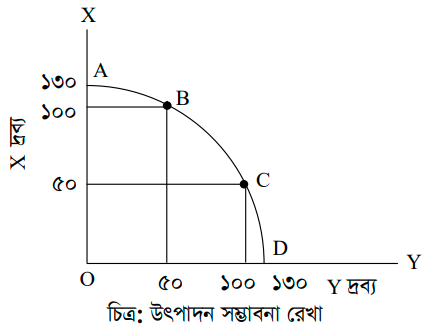 X
১৩০ A
১০০ B
X দ্রব্য
৫০ C
D
O ৫০ ১০০ ১৩০ Y দ্রব্য Y
চিত্র: উৎপাদন সম্ভাবনা রেখা